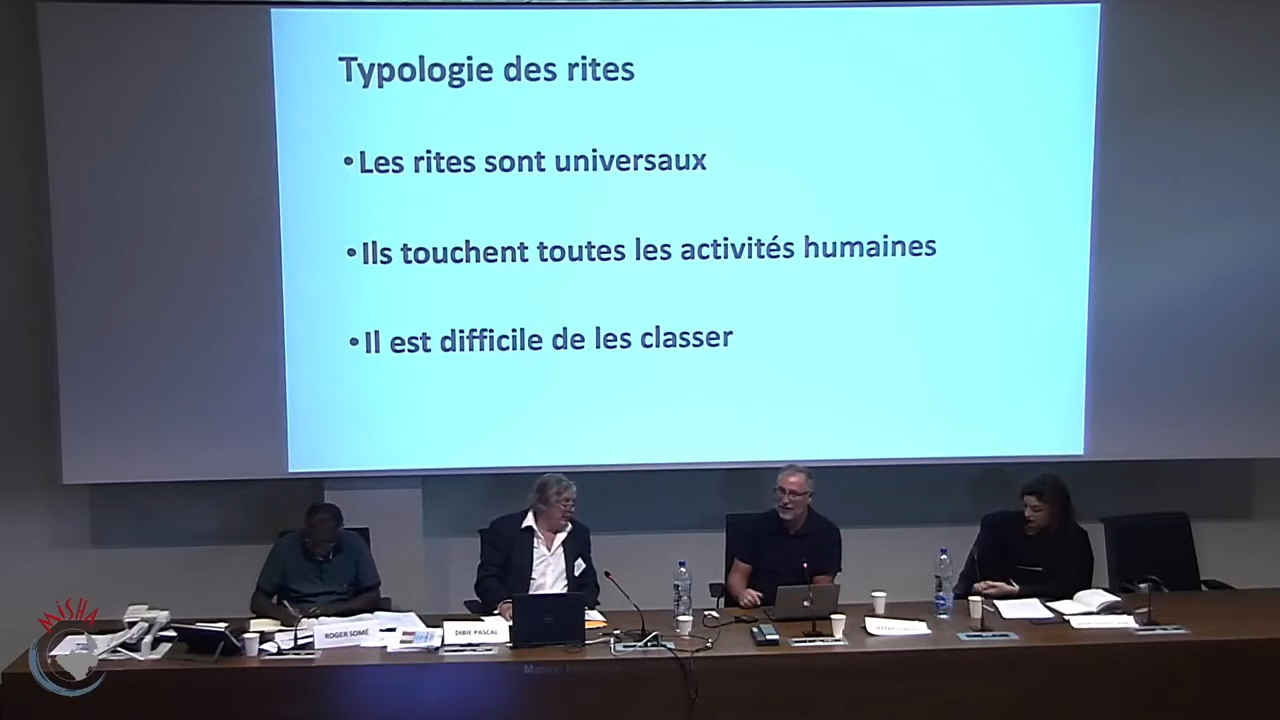 Typologie des rites
•Les rites sont universaux
•Ils touchent toutes les activités humaines
•Il est difficile de les classer
ROGER SOMÉ
DIBIE PASCAL
MISHA